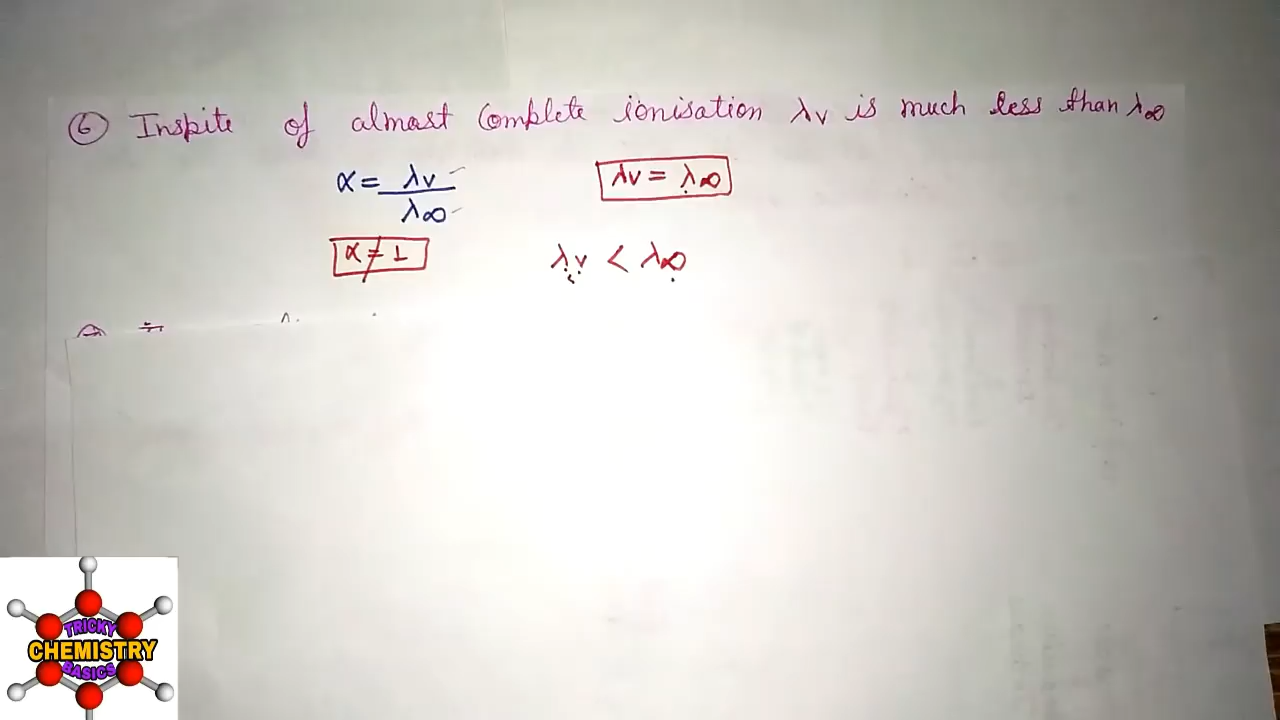 6 Inspite of almost Complete ionisation λv is much less than λ∞
α = λv / λ∞
λv = λ∞
α ≠ 1
λv < λ∞
TRICKY
CHEMISTRY
BASICS